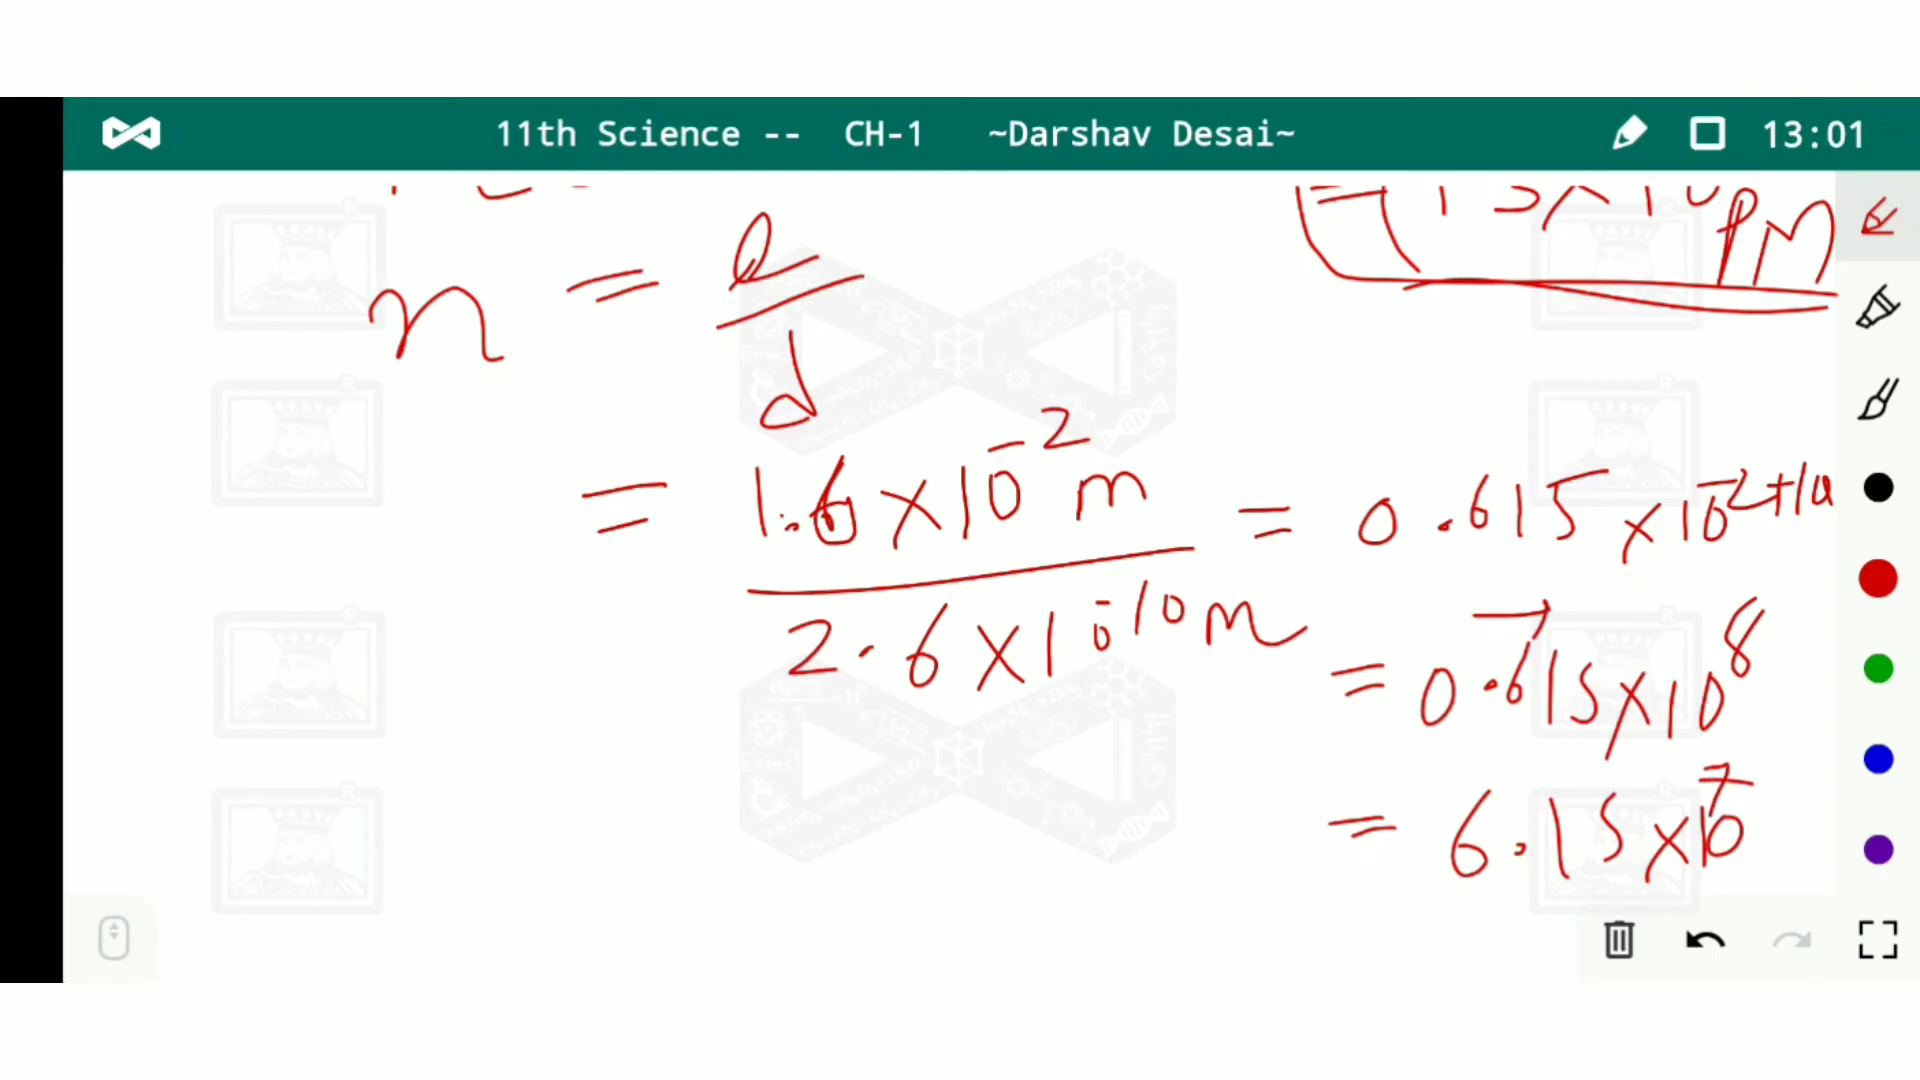 11th Science -- CH-1 ~Darshav Desai~ 13:01
PM
n = l / d
= 1.6 × 10⁻² m / 2.6 × 10⁻¹⁰ m = 0.615 × 10⁻²⁺¹⁰
= 0.615 × 10⁸
= 6.15 × 10⁷